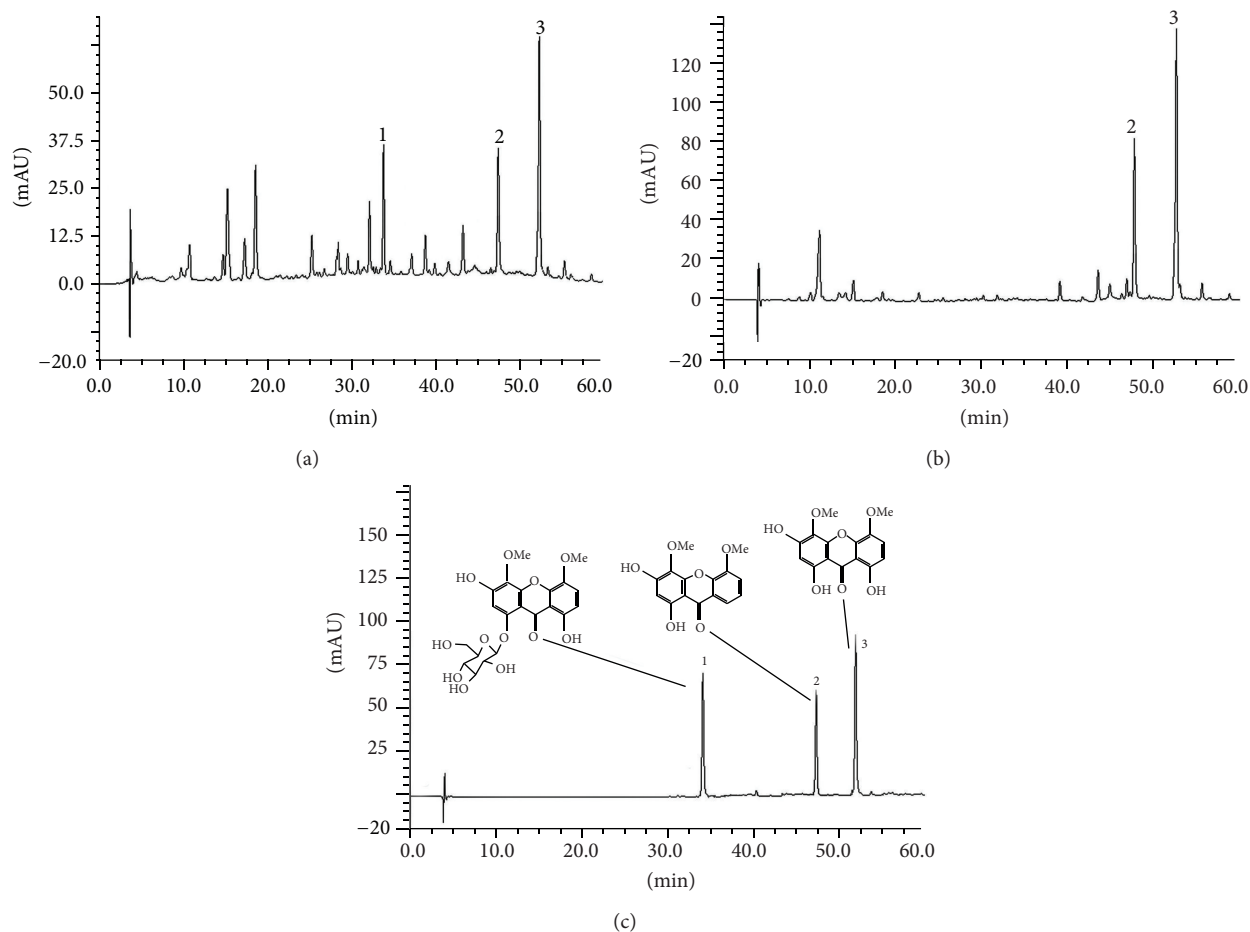 3
1
2
50.0
37.5
25.0
12.5
0.0
−20.0
(mAU)
0.0 10.0 20.0 30.0 40.0 50.0 60.0
(min)
(a)
3
2
120
100
80
60
40
20
0
−20
(mAU)
0.0 10.0 20.0 30.0 40.0 50.0 60.0
(min)
(b)
150
125
100
75
50
25
−20
(mAU)
OMe OMe
HO O
O O OH
HO O
HO OH
HO
OMe OMe
HO O
OH O
OMe OMe
HO O
OH O OH
1
2
3
0.0 10.0 20.0 30.0 40.0 50.0 60.0
(min)
(c)